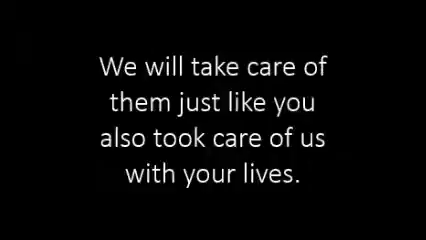 We will take care of
them just like you
also took care of us
with your lives.